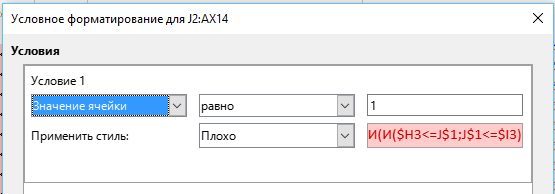 Условное форматирование для J2:AX14
Условия
Условие 1
Значение ячейки равно 1
Применить стиль: Плохо И(И($H3<=J$1;J$1<=$I3)